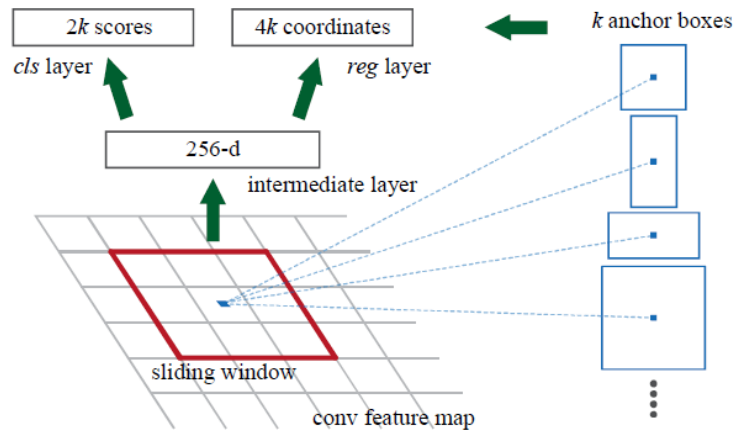 2k scores
4k coordinates
k anchor boxes
cls layer
reg layer
256-d
intermediate layer
sliding window
conv feature map